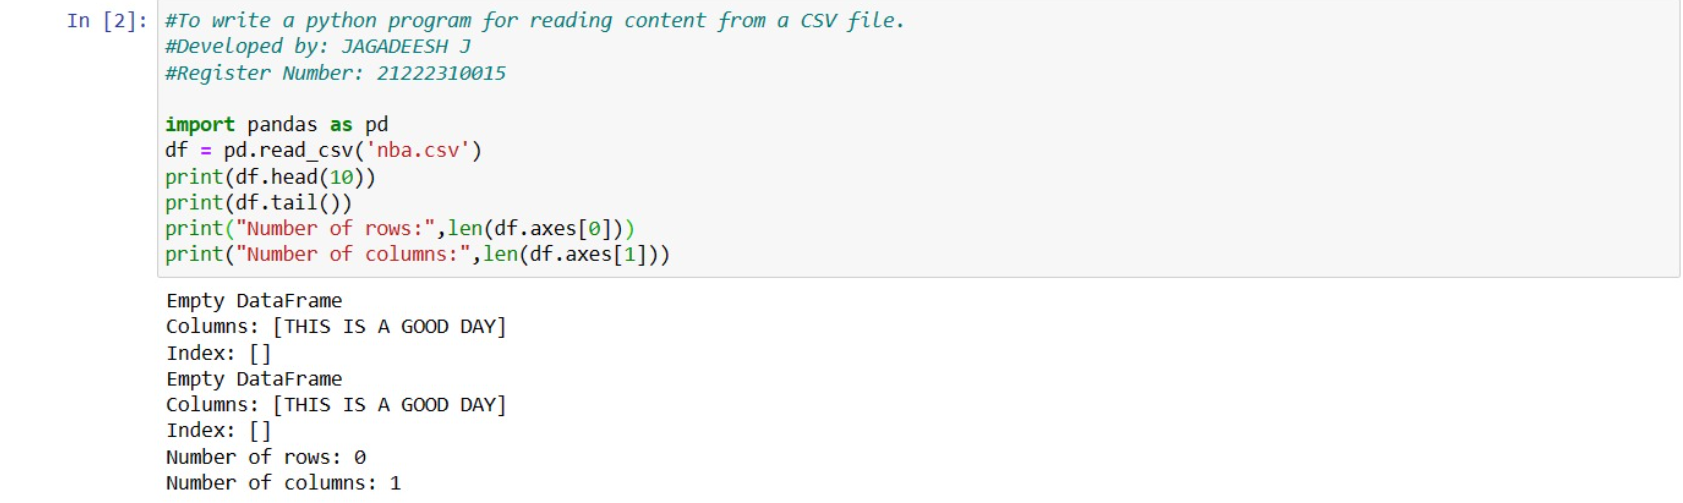 In [2]: #To write a python program for reading content from a CSV file.
#Developed by: JAGADEESH J
#Register Number: 21222310015
import pandas as pd
df = pd.read_csv('nba.csv')
print(df.head(10))
print(df.tail())
print("Number of rows:",len(df.axes[0]))
print("Number of columns:",len(df.axes[1]))
Empty DataFrame
Columns: [THIS IS A GOOD DAY]
Index: []
Empty DataFrame
Columns: [THIS IS A GOOD DAY]
Index: []
Number of rows: 0
Number of columns: 1